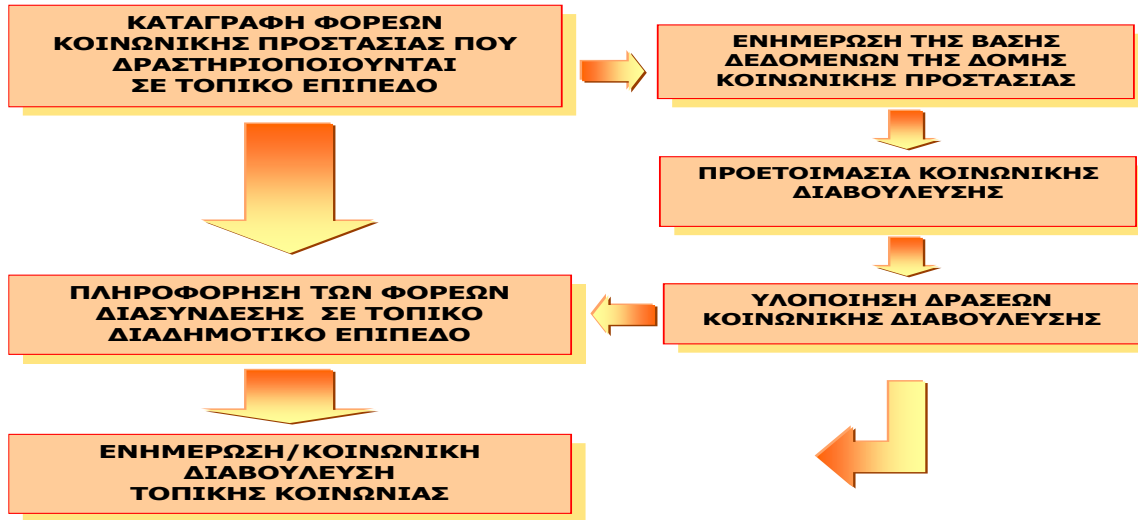 ΚΑΤΑΓΡΑΦΗ ΦΟΡΕΩΝ
ΚΟΙΝΩΝΙΚΗΣ ΠΡΟΣΤΑΣΙΑΣ ΠΟΥ
ΔΡΑΣΤΗΡΙΟΠΟΙΟΥΝΤΑΙ
ΣΕ ΤΟΠΙΚΟ ΕΠΙΠΕΔΟ
ΕΝΗΜΕΡΩΣΗ ΤΗΣ ΒΑΣΗΣ
ΔΕΔΟΜΕΝΩΝ ΤΗΣ ΔΟΜΗΣ
ΚΟΙΝΩΝΙΚΗΣ ΠΡΟΣΤΑΣΙΑΣ
ΠΡΟΕΤΟΙΜΑΣΙΑ ΚΟΙΝΩΝΙΚΗΣ
ΔΙΑΒΟΥΛΕΥΣΗΣ
ΥΛΟΠΟΙΗΣΗ ΔΡΑΣΕΩΝ
ΚΟΙΝΩΝΙΚΗΣ ΔΙΑΒΟΥΛΕΥΣΗΣ
ΠΛΗΡΟΦΟΡΗΣΗ ΤΩΝ ΦΟΡΕΩΝ
ΔΙΑΣΥΝΔΕΣΗΣ ΣΕ ΤΟΠΙΚΟ
ΔΙΑΔΗΜΟΤΙΚΟ ΕΠΙΠΕΔΟ
ΕΝΗΜΕΡΩΣΗ/ΚΟΙΝΩΝΙΚΗ
ΔΙΑΒΟΥΛΕΥΣΗ
ΤΟΠΙΚΗΣ ΚΟΙΝΩΝΙΑΣ